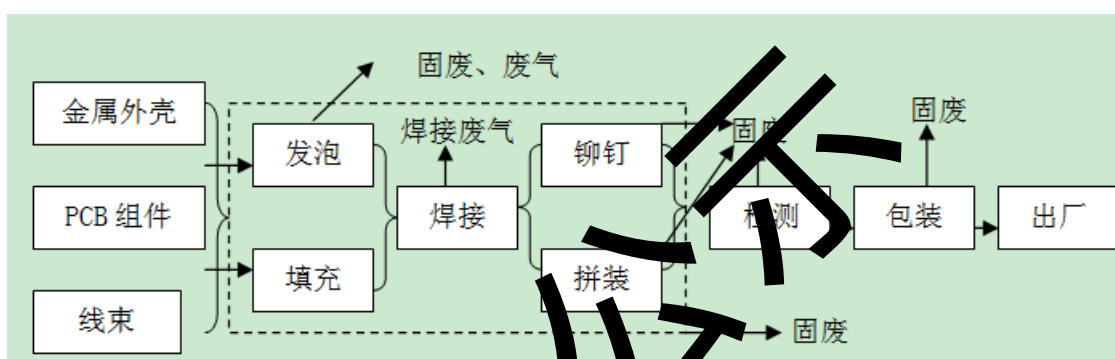 固废、废气
金属外壳
发泡
焊接废气
铆钉
固废
固废
PCB 组件
焊接
检测
包装
出厂
填充
拼装
线束
固废